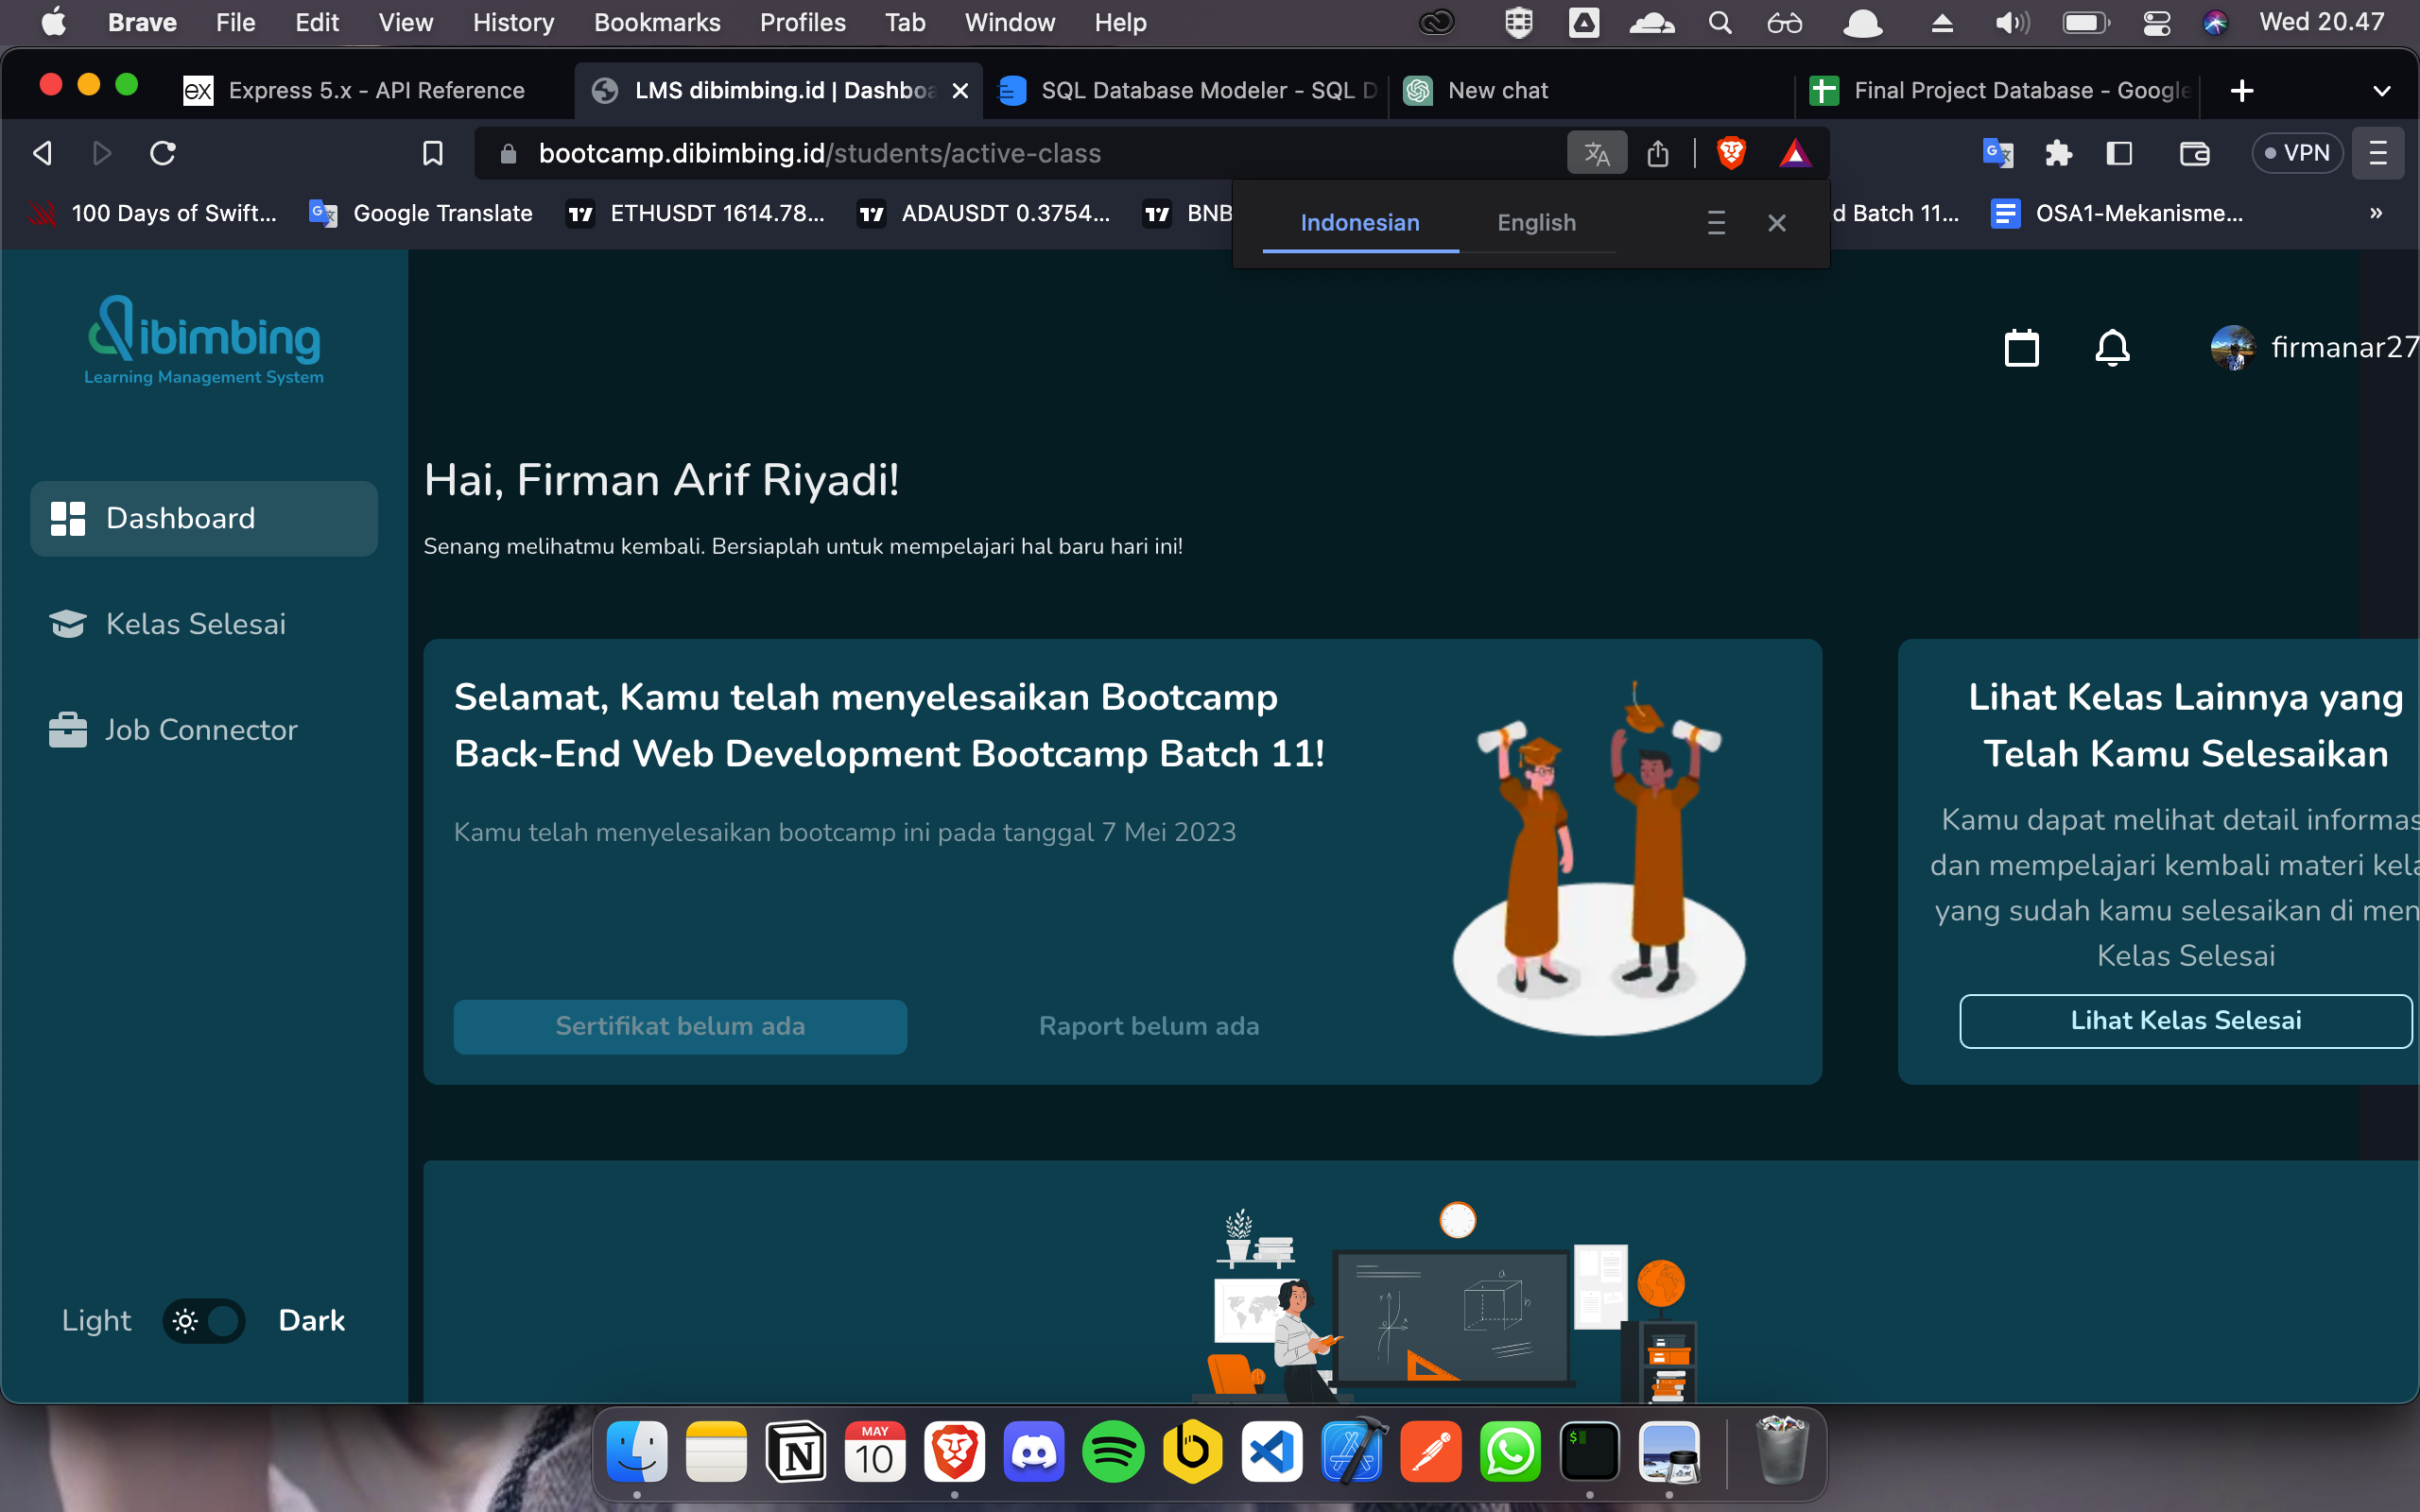 Brave File Edit View History Bookmarks Profiles Tab Window Help Wed 20.47
ex Express 5.x - API Reference
LMS dibimbing.id | Dashboa
SQL Database Modeler - SQL D
New chat
Final Project Database - Google
bootcamp.dibimbing.id/students/active-class
VPN
100 Days of Swift...
Google Translate
ETHUSDT 1614.78...
ADAUSDT 0.3754...
BNB
d Batch 11...
OSA1-Mekanisme...
»
Indonesian English
dibimbing
Learning Management System
firmanar27
Dashboard
Kelas Selesai
Job Connector
Light Dark
Hai, Firman Arif Riyadi!
Senang melihatmu kembali. Bersiaplah untuk mempelajari hal baru hari ini!
Selamat, Kamu telah menyelesaikan Bootcamp
Back-End Web Development Bootcamp Batch 11!
Kamu telah menyelesaikan bootcamp ini pada tanggal 7 Mei 2023
Sertifikat belum ada
Raport belum ada
Lihat Kelas Lainnya yang
Telah Kamu Selesaikan
Kamu dapat melihat detail informas
dan mempelajari kembali materi kela
yang sudah kamu selesaikan di men
Kelas Selesai
Lihat Kelas Selesai
MAY
10